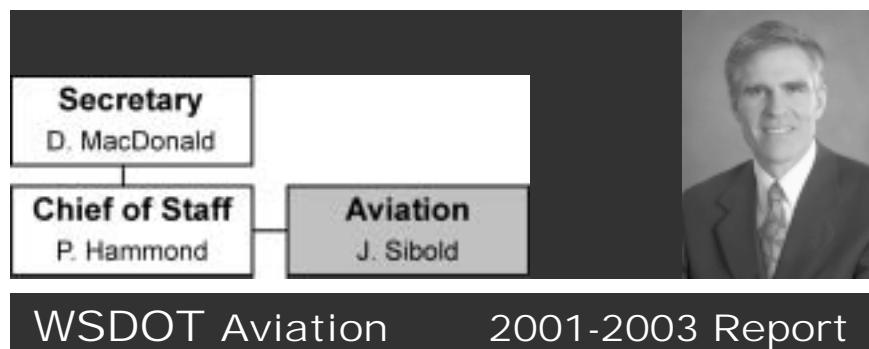 Secretary
D. MacDonald
Chief of Staff
P. Hammond
Aviation
J. Sibold
WSDOT Aviation 2001-2003 Report